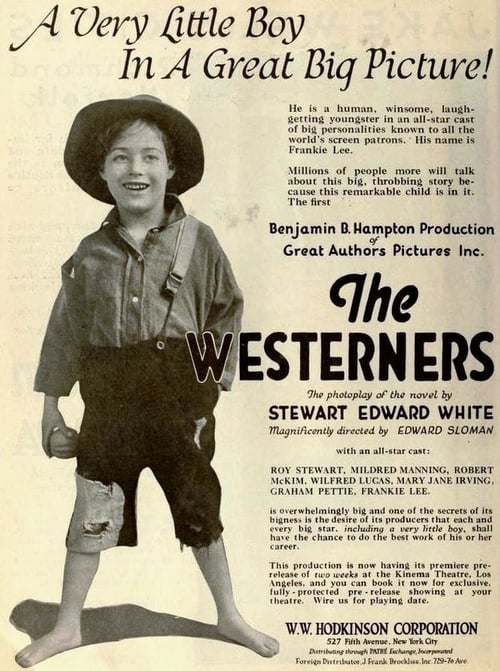 A Very Little Boy
In A Great Big Picture!
He is a human, winsome, laugh-
getting youngster in an all-star cast
of big personalities known to all the
world's screen patrons. His name is
Frankie Lee.
Millions of people more will talk
about this big, throbbing story be-
cause this remarkable child is in it.
The first
Benjamin B. Hampton Production
of
Great Authors Pictures Inc.
The
WESTERNERS
The photoplay of the novel by
STEWART EDWARD WHITE
Magnificently directed by EDWARD SLOMAN
with an all-star cast:
ROY STEWART, MILDRED MANNING, ROBERT
McKIM, WILFRED LUCAS, MARY JANE IRVING,
GRAHAM PETTIE, FRANKIE LEE.
is overwhelmingly big and one of the secrets of its
bigness is the desire of its producers that each and
every big star, including a very little boy, shall
have the chance to do the best work of his or her
career.
This production is now having its premiere pre-
release of two weeks at the Kinema Theatre, Los
Angeles, and you can book it now for exclusive,
fully-protected pre-release showing at your
theatre. Wire us for playing date.
W.W. HODKINSON CORPORATION
527 Fifth Avenue, New York City
Distributing through PATHÉ Exchange, Incorporated
Foreign Distributor, J. Frank Brockliss, Inc. 729-7th Ave.